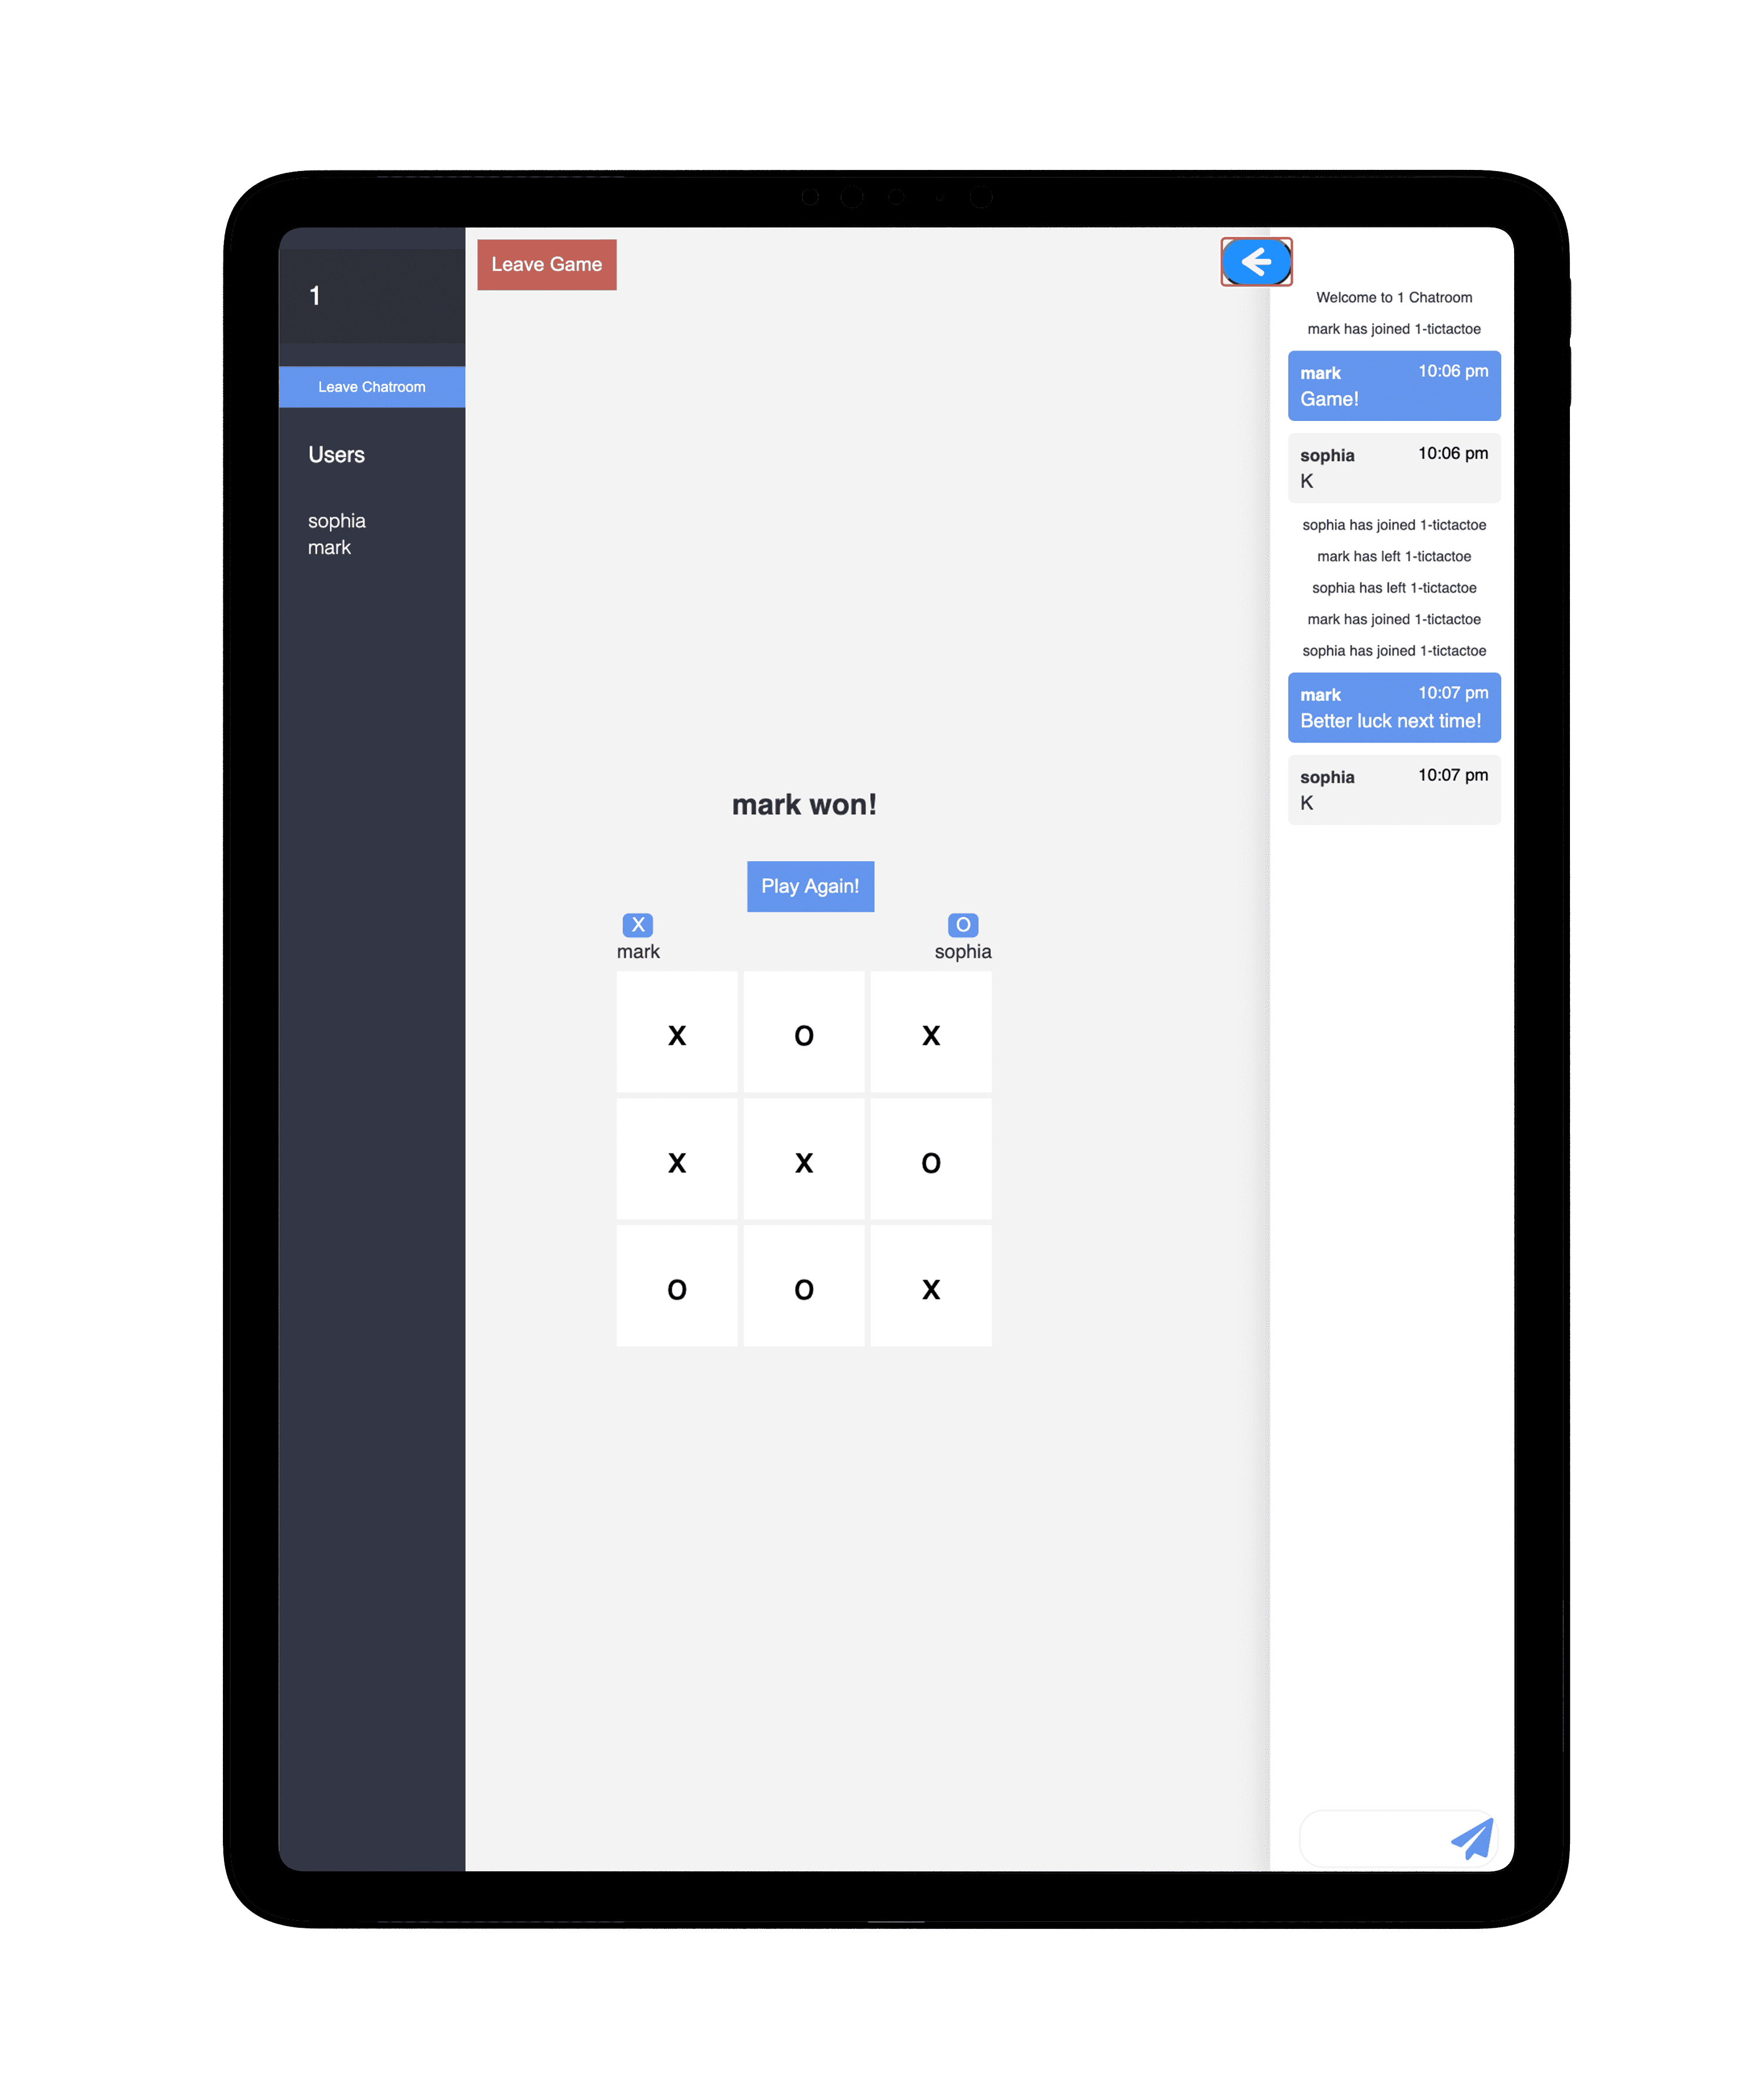 1
Leave Chatroom
Users
sophia
mark
Leave Game
mark won!
Play Again!
X O
mark sophia
X O X
X X O
O O X
Welcome to 1 Chatroom
mark has joined 1-tictactoe
mark 10:06 pm
Game!
sophia 10:06 pm
K
sophia has joined 1-tictactoe
mark has left 1-tictactoe
sophia has left 1-tictactoe
mark has joined 1-tictactoe
sophia has joined 1-tictactoe
mark 10:07 pm
Better luck next time!
sophia 10:07 pm
K